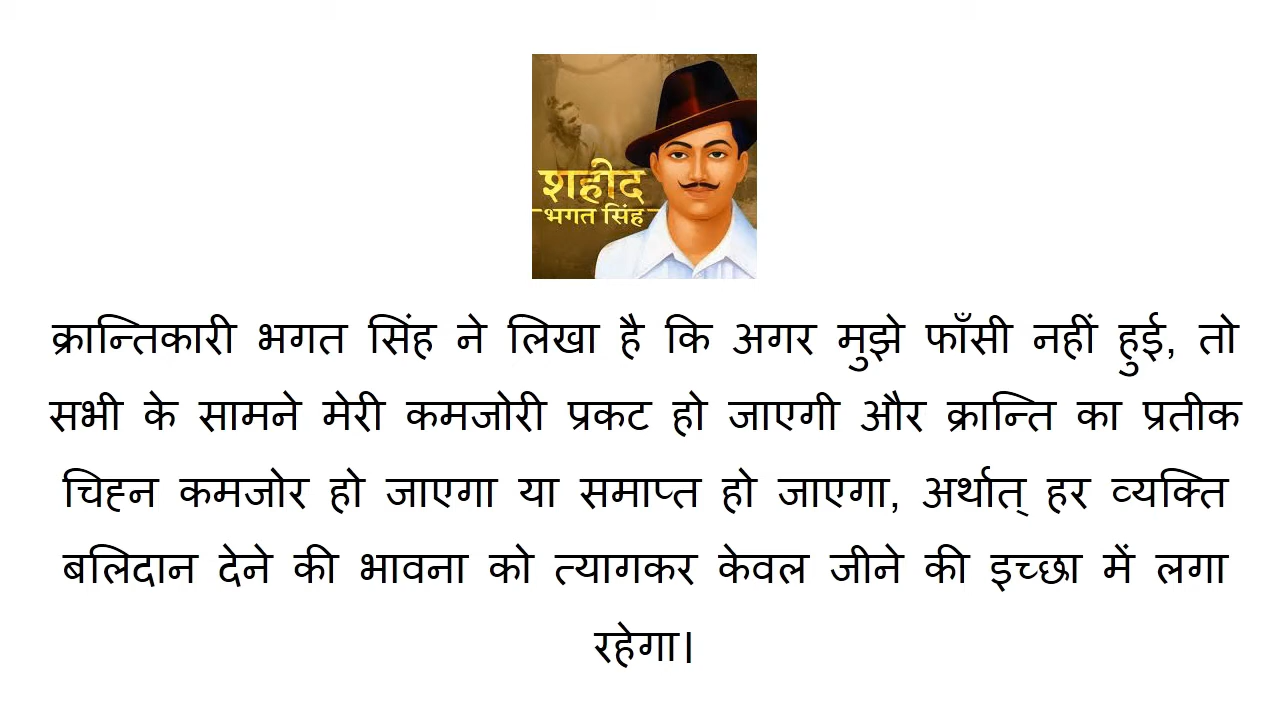 शहीद
भगत सिंह
क्रान्तिकारी भगत सिंह ने लिखा है कि अगर मुझे फाँसी नहीं हुई, तो
सभी के सामने मेरी कमजोरी प्रकट हो जाएगी और क्रान्ति का प्रतीक
चिह्न कमजोर हो जाएगा या समाप्त हो जाएगा, अर्थात् हर व्यक्ति
बलिदान देने की भावना को त्यागकर केवल जीने की इच्छा में लगा
रहेगा।